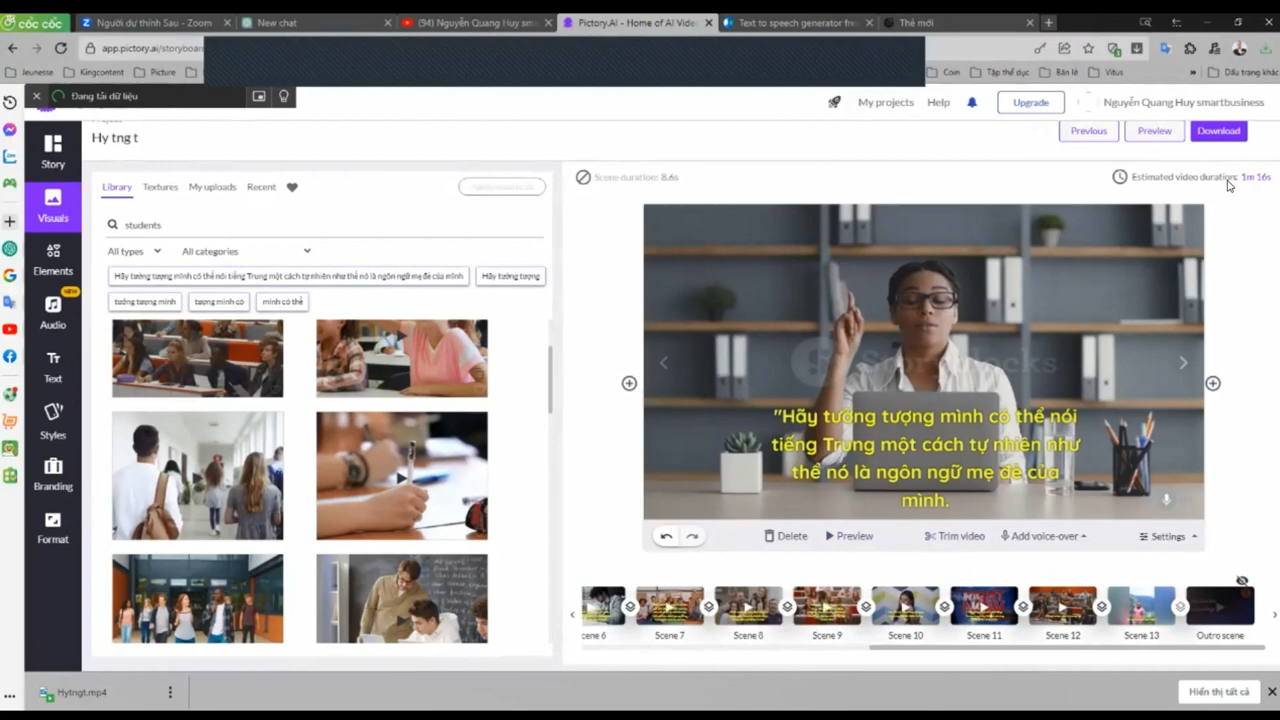 cốc cốc
Người dự thính Sau - Zoom
New chat
(94) Nguyễn Quang Huy sma
Pictory.AI - Home of AI Vide
Text to speech generator fre
Thẻ mới
app.pictory.ai/storyboar
Jeunesse
Kingcontent
Picture
Coin
Tập thể dục
Bán lẻ
Vitus
»
Dấu trang khác
Đang tải dữ liệu
My projects
Help
Upgrade
Nguyễn Quang Huy smartbusiness
Hy tng t
Previous
Preview
Download
Story
Visuals
Elements
NEW
Audio
Text
Styles
Branding
Format
Library
Textures
My uploads
Recent
students
All types
All categories
Hãy tưởng tượng mình có thể nói tiếng Trung một cách tự nhiên như thể nó là ngôn ngữ mẹ đẻ của mình
Hãy tưởng tượng
tưởng tượng mình
tượng mình có
mình có thể
Scene duration: 8.6s
Estimated video duration: 1m 16s
"Hãy tưởng tượng mình có thể nói
tiếng Trung một cách tự nhiên như
thể nó là ngôn ngữ mẹ đẻ của
mình.
Delete
Preview
Trim video
Add voice-over
Settings
cene 6
Scene 7
Scene 8
Scene 9
Scene 10
Scene 11
Scene 12
Scene 13
Outro scene
Hytngt.mp4
Hiển thị tất cả